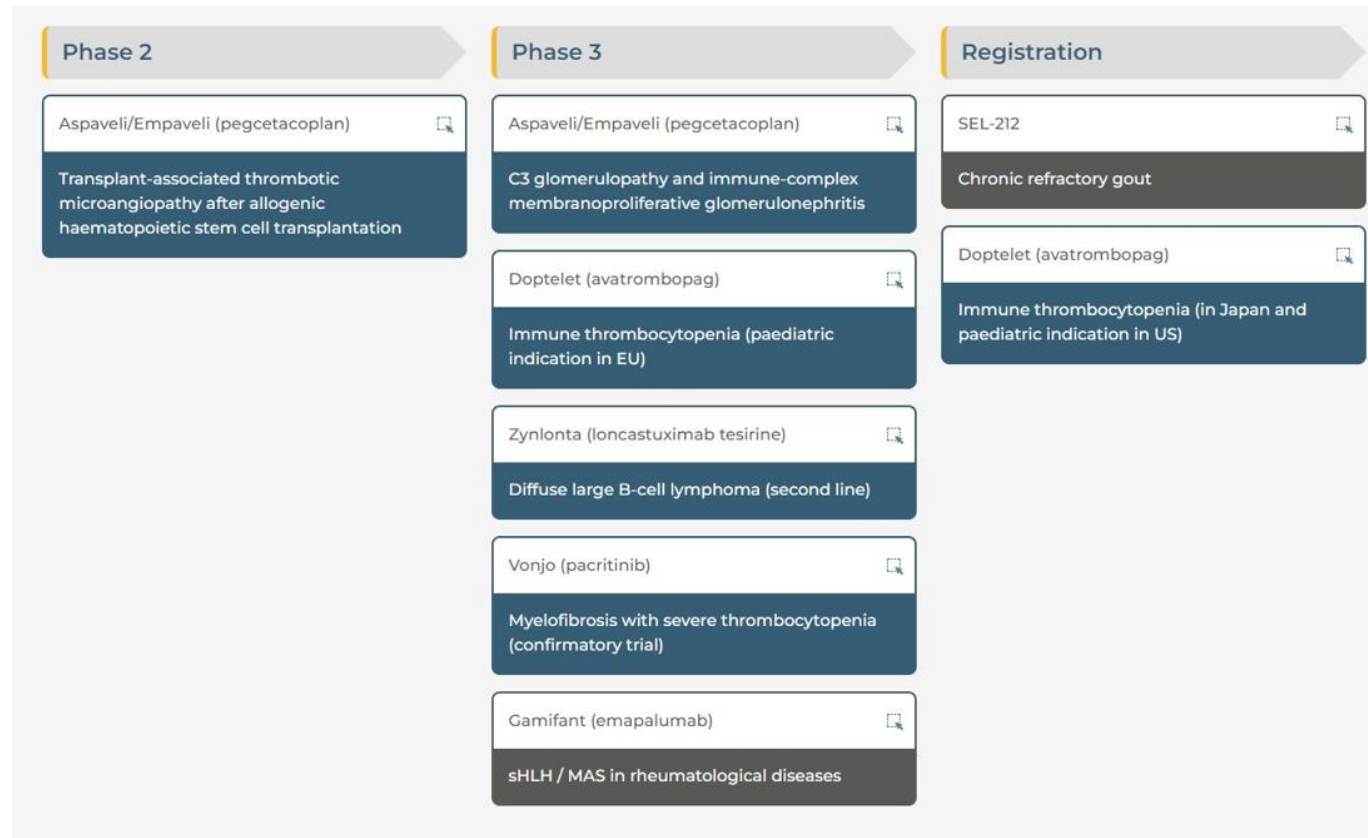 Phase 2
Aspaveli/Empaveli (pegcetacoplan)
Transplant-associated thrombotic
microangiopathy after allogenic
haematopoietic stem cell transplantation
Phase 3
Aspaveli/Empaveli (pegcetacoplan)
C3 glomerulopathy and immune-complex
membranoproliferative glomerulonephritis
Doptelet (avatrombopag)
Immune thrombocytopenia (paediatric
indication in EU)
Zynlonta (loncastuximab tesirine)
Diffuse large B-cell lymphoma (second line)
Vonjo (pacritinib)
Myelofibrosis with severe thrombocytopenia
(confirmatory trial)
Gamifant (emapalumab)
sHLH / MAS in rheumatological diseases
Registration
SEL-212
Chronic refractory gout
Doptelet (avatrombopag)
Immune thrombocytopenia (in Japan and
paediatric indication in US)